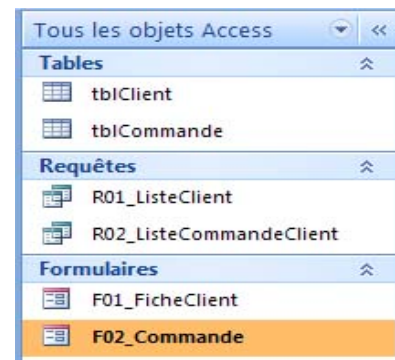 Tous les objets Access
Tables
tblClient
tblCommande
Requêtes
R01_ListeClient
R02_ListeCommandeClient
Formulaires
F01_FicheClient
F02_Commande